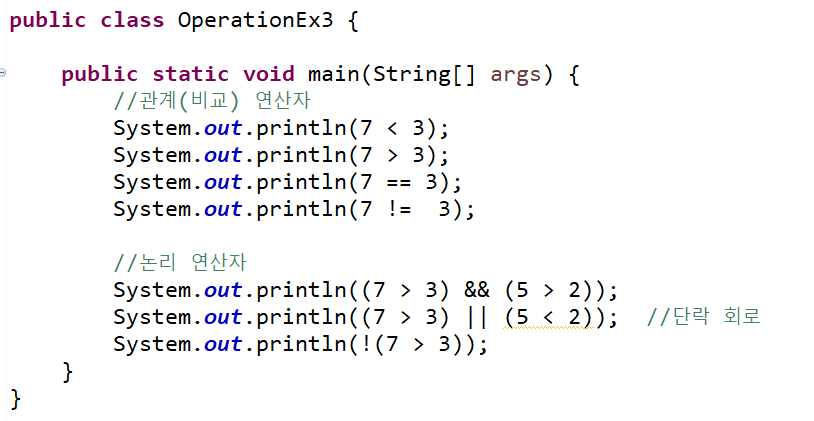 public class OperationEx3 {
public static void main(String[] args) {
//관계(비교) 연산자
System.out.println(7 < 3);
System.out.println(7 > 3);
System.out.println(7 == 3);
System.out.println(7 !=  3);
//논리 연산자
System.out.println((7 > 3) && (5 > 2));
System.out.println((7 > 3) || (5 < 2));  //단락 회로
System.out.println(!(7 > 3));
}
}